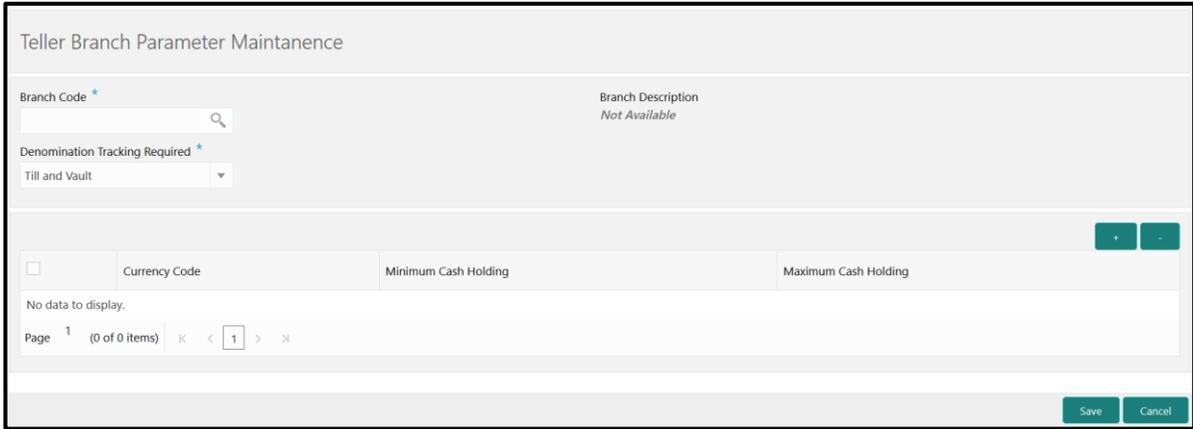 Teller Branch Parameter Maintanence
Branch Code *
Branch Description
Not Available
Denomination Tracking Required *
Till and Vault
+ -
Currency Code Minimum Cash Holding Maximum Cash Holding
No data to display.
Page 1 (0 of 0 items) K < 1 > Ʞ
Save Cancel